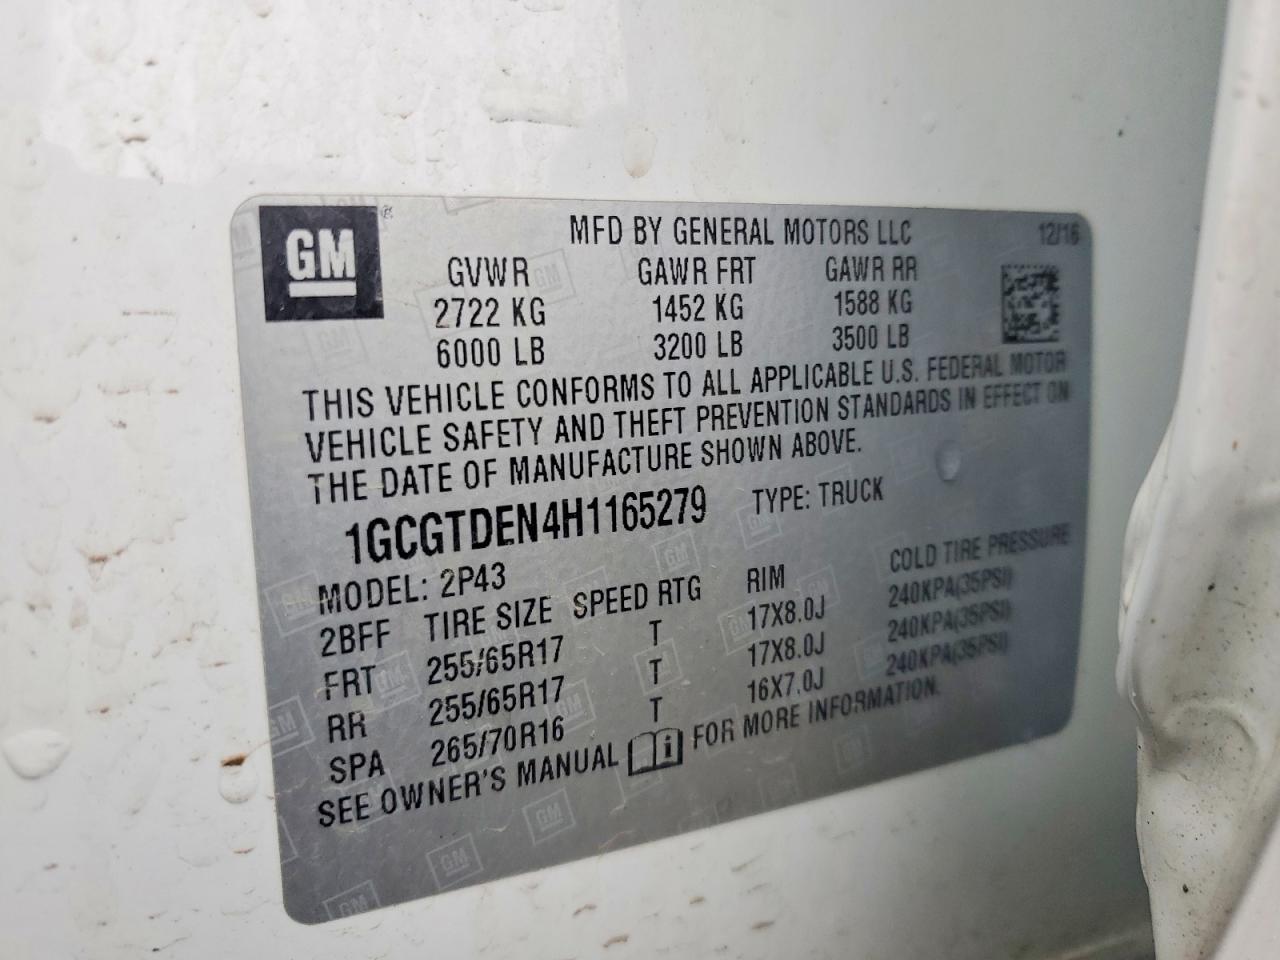 GM
MFD BY GENERAL MOTORS LLC 12/16
GVWR GAWR FRT GAWR RR
2722 KG 1452 KG 1588 KG
6000 LB 3200 LB 3500 LB
THIS VEHICLE CONFORMS TO ALL APPLICABLE U.S. FEDERAL MOTOR
VEHICLE SAFETY AND THEFT PREVENTION STANDARDS IN EFFECT ON
THE DATE OF MANUFACTURE SHOWN ABOVE.
1GCGTDEN4H1165279 TYPE: TRUCK
MODEL: 2P43
2BFF TIRE SIZE SPEED RTG RIM COLD TIRE PRESSURE
FRT 255/65R17 T 17X8.0J 240KPA(35PSI)
RR 255/65R17 T 17X8.0J 240KPA(35PSI)
SPA 265/70R16 T 16X7.0J 240KPA(35PSI)
SEE OWNER'S MANUAL FOR MORE INFORMATION.